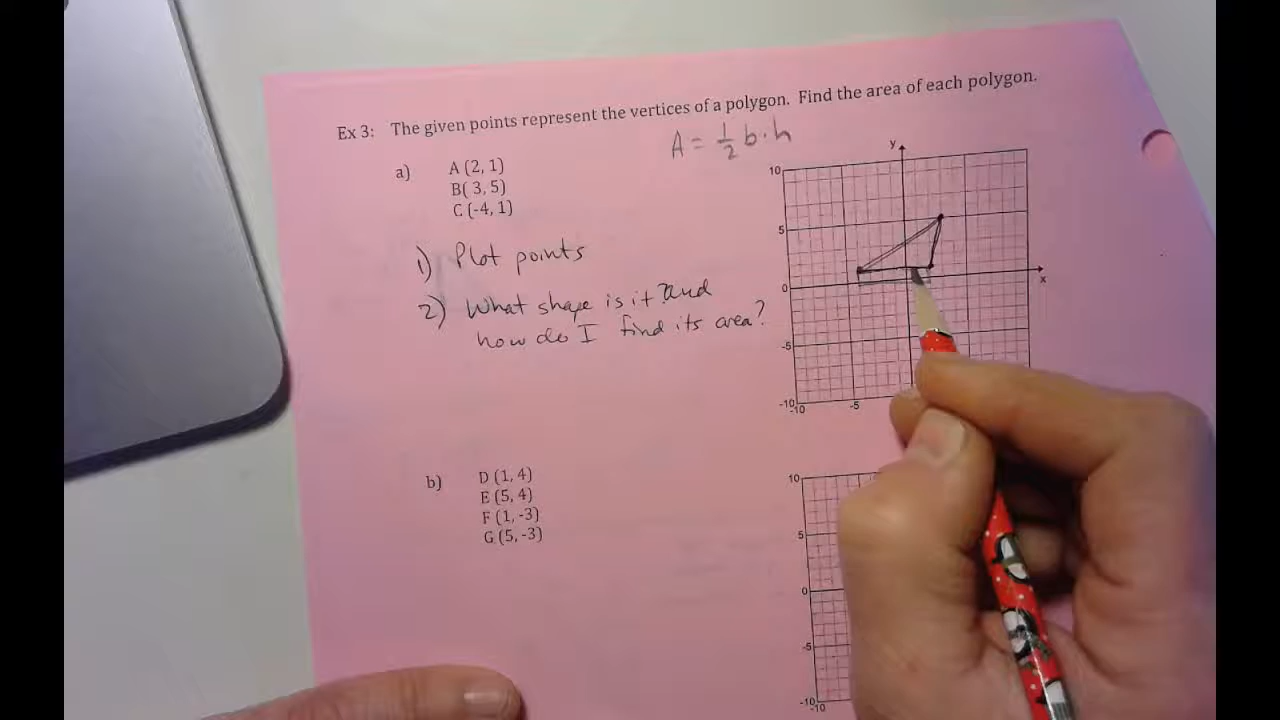 Ex 3: The given points represent the vertices of a polygon. Find the area of each polygon.
A = 1/2 b·h
a) A (2, 1)
B( 3, 5)
C (-4, 1)
1) Plot points
2) What shape is it? and
how do I find its area?
y
10
5
0
x
-5
-10
-10 -5
b) D (1, 4)
E (5, 4)
F (1, -3)
G (5, -3)
10
5
0
-5
-10
-10